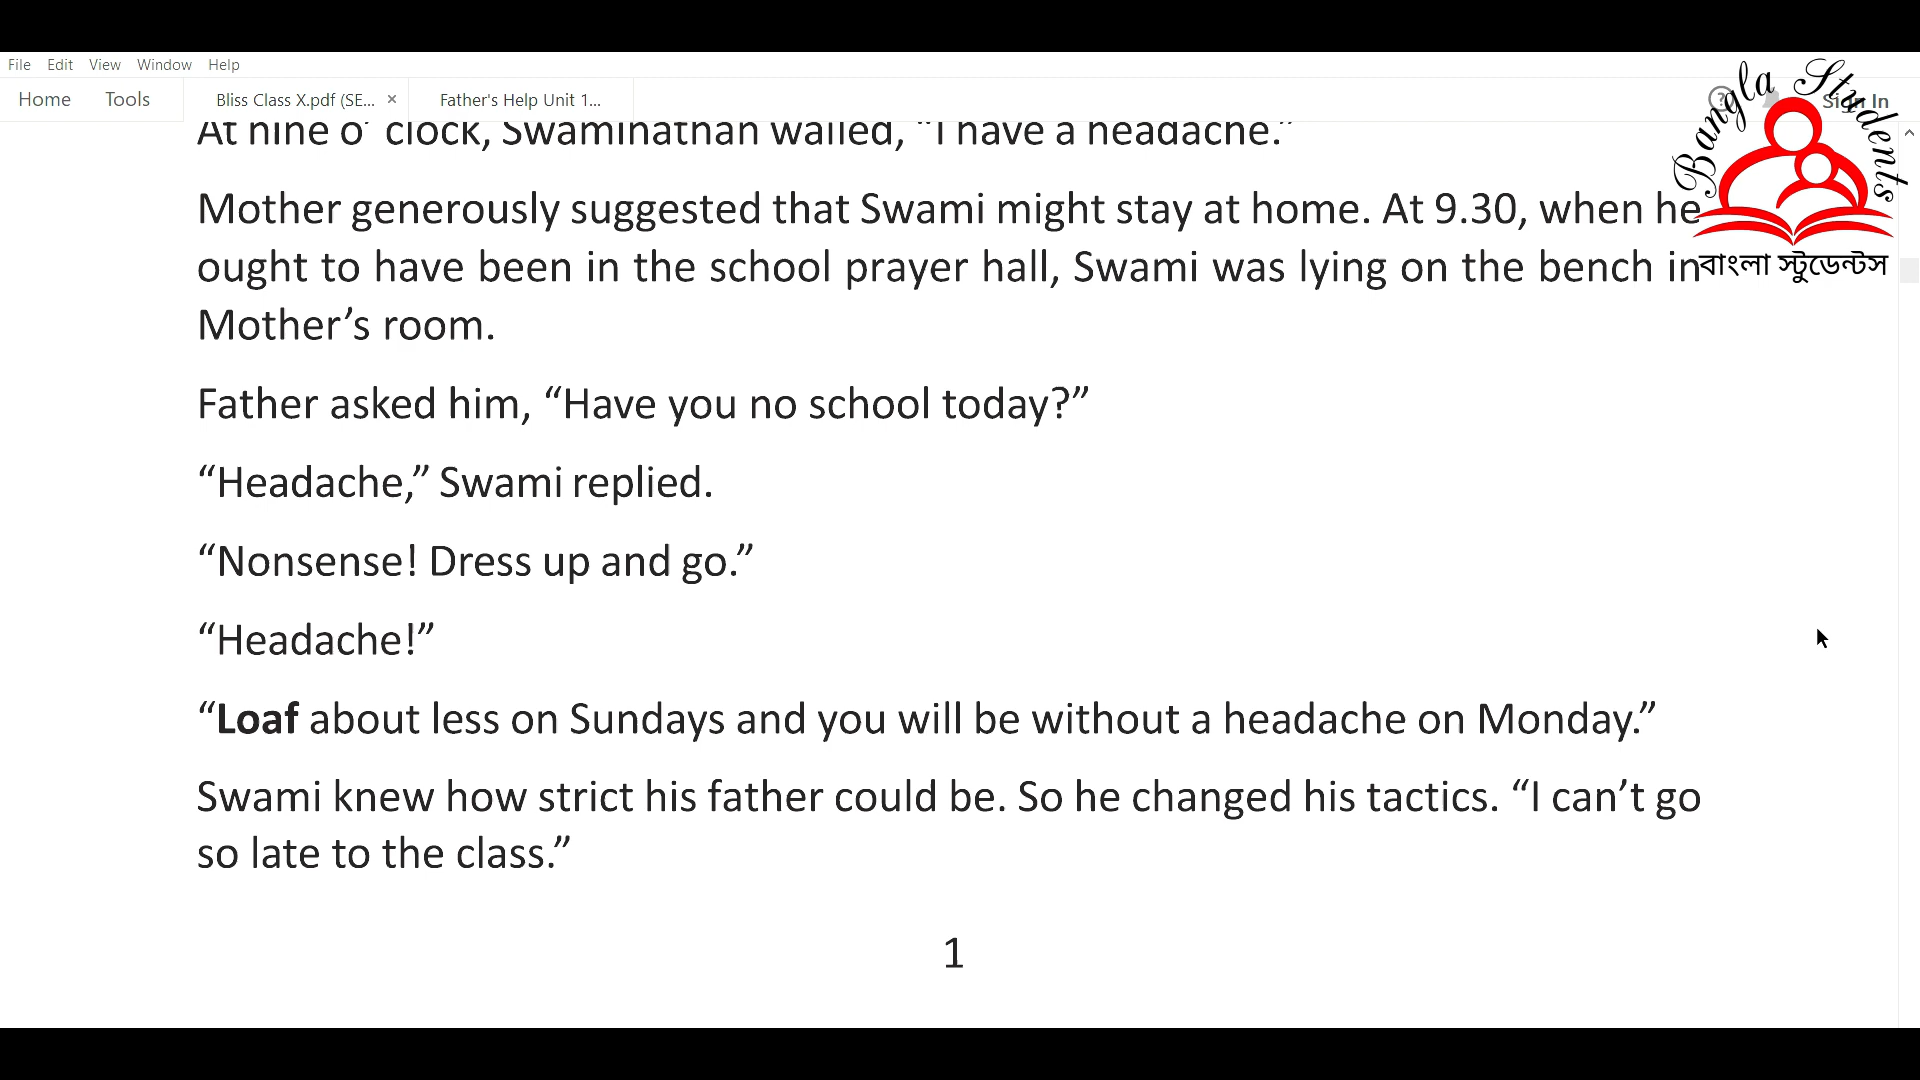 File Edit View Window Help
Home Tools Bliss Class X.pdf (SE... × Father's Help Unit 1... Sign In
Bangla Students
বাংলা স্টুডেন্টস
At nine o’ clock, Swaminathan wailed, “I have a headache.”
Mother generously suggested that Swami might stay at home. At 9.30, when he
ought to have been in the school prayer hall, Swami was lying on the bench in
Mother’s room.
Father asked him, “Have you no school today?”
“Headache,” Swami replied.
“Nonsense! Dress up and go.”
“Headache!”
“Loaf about less on Sundays and you will be without a headache on Monday.”
Swami knew how strict his father could be. So he changed his tactics. “I can’t go
so late to the class.”
1